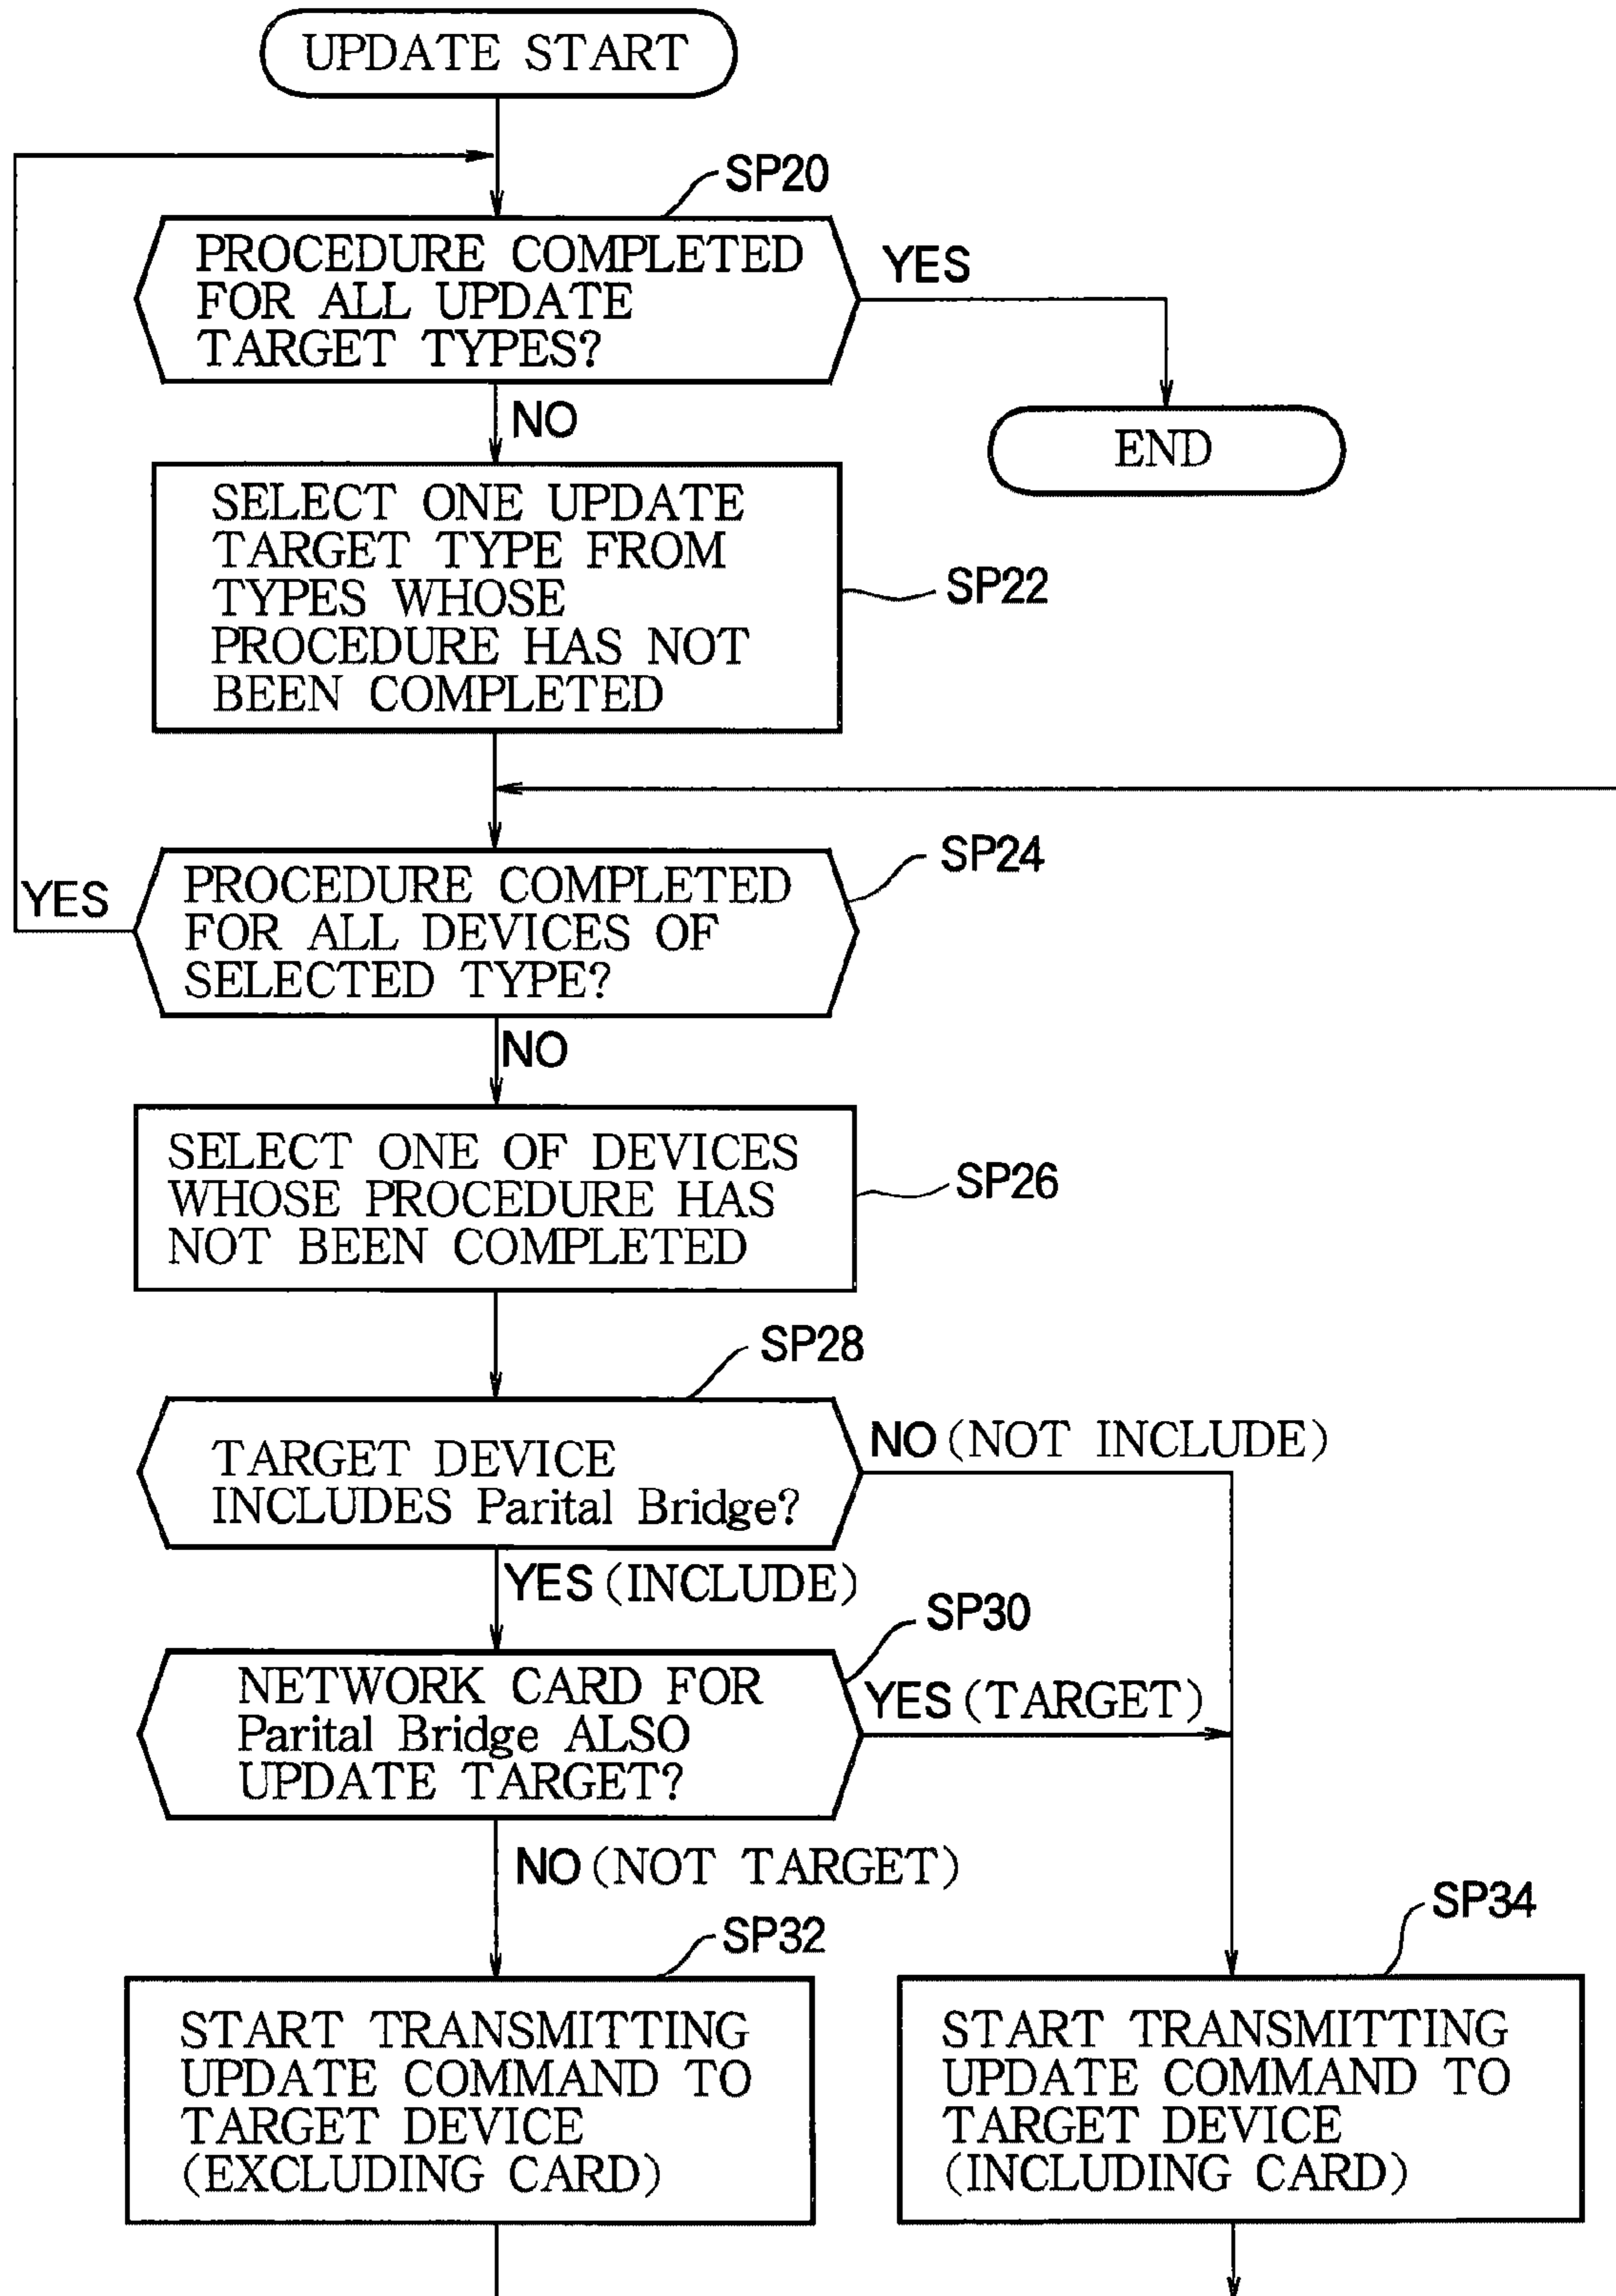 UPDATE START
SP20
PROCEDURE COMPLETED
FOR ALL UPDATE
TARGET TYPES?
YES
NO
END
SELECT ONE UPDATE
TARGET TYPE FROM
TYPES WHOSE
PROCEDURE HAS NOT
BEEN COMPLETED
SP22
SP24
YES
PROCEDURE COMPLETED
FOR ALL DEVICES OF
SELECTED TYPE?
NO
SELECT ONE OF DEVICES
WHOSE PROCEDURE HAS
NOT BEEN COMPLETED
SP26
SP28
TARGET DEVICE
INCLUDES Parital Bridge?
NO (NOT INCLUDE)
YES (INCLUDE)
SP30
NETWORK CARD FOR
Parital Bridge ALSO
UPDATE TARGET?
YES (TARGET)
NO (NOT TARGET)
SP32
START TRANSMITTING
UPDATE COMMAND TO
TARGET DEVICE
(EXCLUDING CARD)
SP34
START TRANSMITTING
UPDATE COMMAND TO
TARGET DEVICE
(INCLUDING CARD)